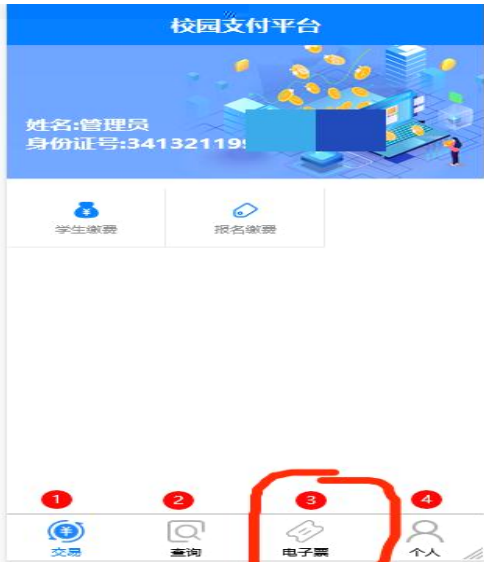 校园支付平台
姓名:管理员
身份证号:341321199
学生缴费 报名缴费
1 2 3 4
交易 查询 电子票 个人